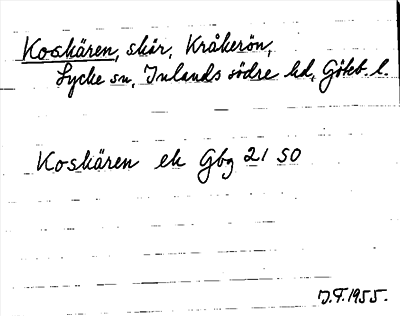 Koskären, skär, Kråkerön,
Lycke sn, Inlands södre hd, Göteb. l.
Koskären ek Gbg 21 SO
J.F. 1955.